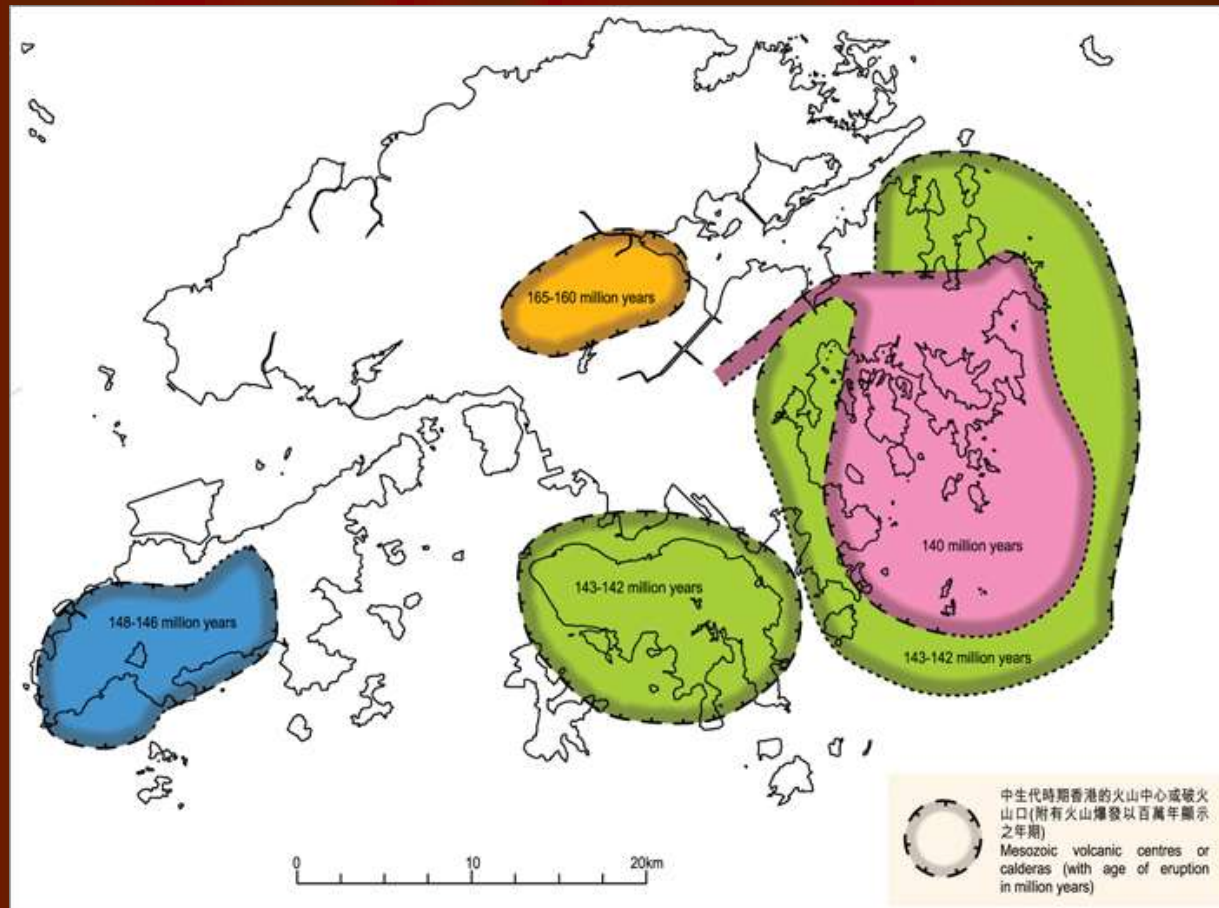 165-160 million years
140 million years
143-142 million years
148-146 million years
143-142 million years
0
10
20km
中生代時期香港的火山中心或破火
山口(附有火山爆發以百萬年顯示
之年期)
Mesozoic volcanic centres or
calderas (with age of eruption
in million years)